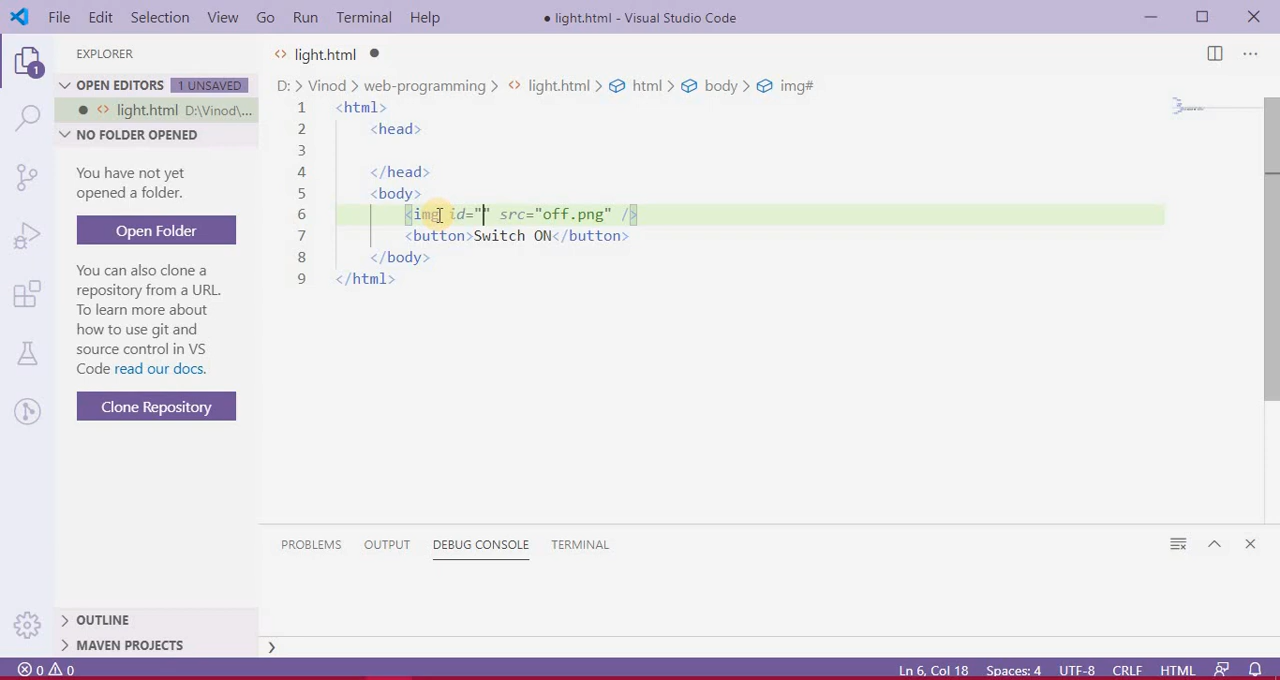 File Edit Selection View Go Run Terminal Help ● light.html - Visual Studio Code
EXPLORER
OPEN EDITORS 1 UNSAVED
● <> light.html D:\Vinod/...
NO FOLDER OPENED
You have not yet
opened a folder.
Open Folder
You can also clone a
repository from a URL.
To learn more about
how to use git and
source control in VS
Code read our docs.
Clone Repository
OUTLINE
MAVEN PROJECTS
1
<> light.html ●
D: > Vinod > web-programming > <> light.html > html > body > img#
1 <html>
2 <head>
3
4 </head>
5 <body>
6 <img id="" src="off.png" />
7 <button>Switch ON</button>
8 </body>
9 </html>
PROBLEMS OUTPUT DEBUG CONSOLE TERMINAL
>
0 0 Ln 6, Col 18 Spaces: 4 UTF-8 CRLF HTML